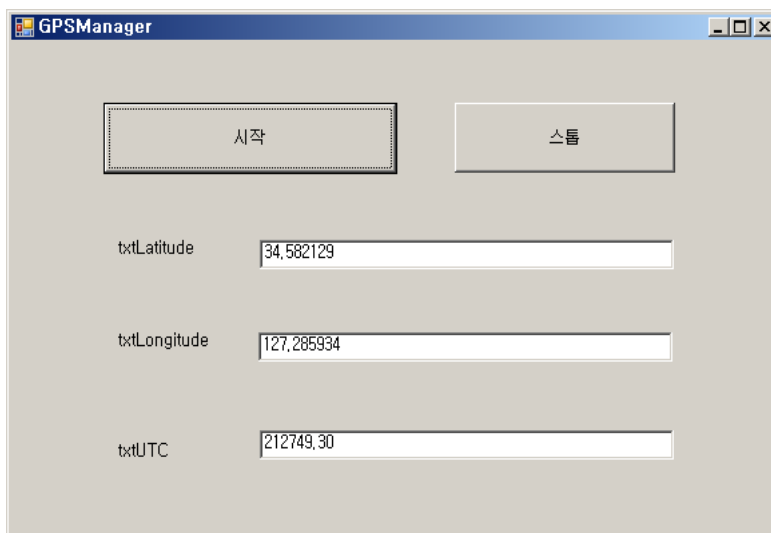 GPSManager
시작
스톱
txtLatitude
34.582129
txtLongitude
127.285934
txtUTC
212749.30